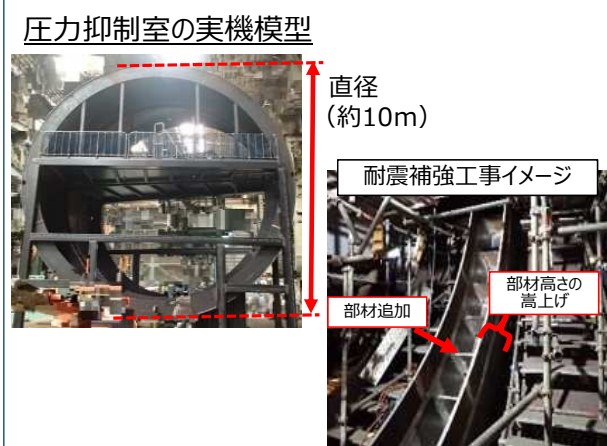 圧力抑制室の実機模型
直径
（約10m）
耐震補強工事イメージ
部材高さの
嵩上げ
部材追加